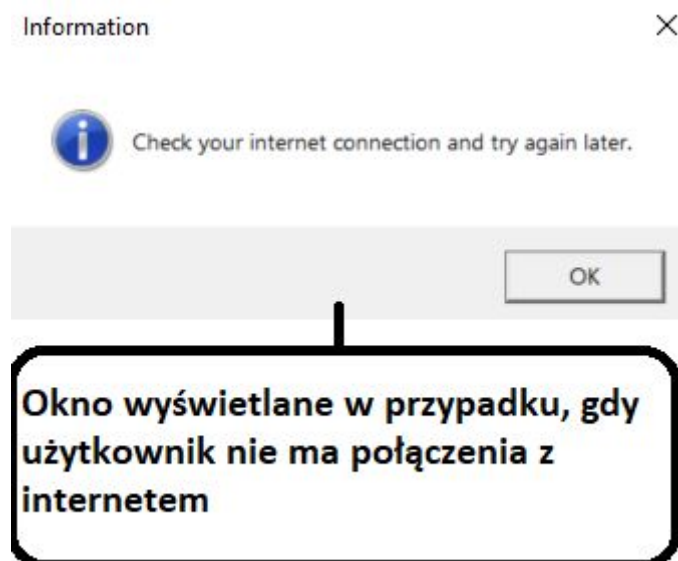 Information
Check your internet connection and try again later.
OK
Okno wyświetlane w przypadku, gdy
użytkownik nie ma połączenia z
internetem